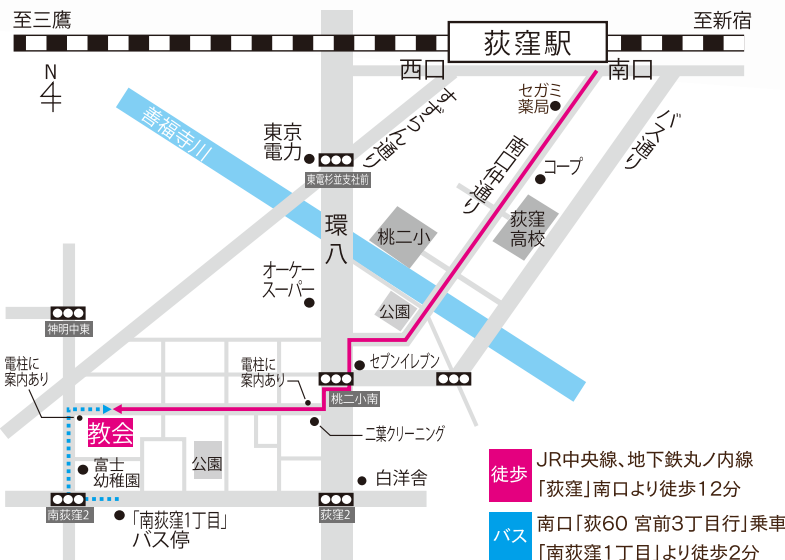 至三鷹
至新宿
荻窪駅
西口
南口
N
セガミ
薬局
すずらん通り
バス通り
善福寺川
東京
電力
南口仲通り
コープ
東電杉並支社前
環八
荻窪
高校
桃二小
オーケー
スーパー
公園
神明中東
電柱に
案内あり
電柱に
案内あり
セブンイレブン
桃二小南
教会
二葉クリーニング
富士
幼稚園
公園
白洋舎
南荻窪2
荻窪2
「南荻窪1丁目」
バス停
徒歩
JR中央線、地下鉄丸ノ内線
「荻窪」南口より徒歩12分
バス
南口「荻60 宮前3丁目行」乗車
「南荻窪1丁目」より徒歩2分